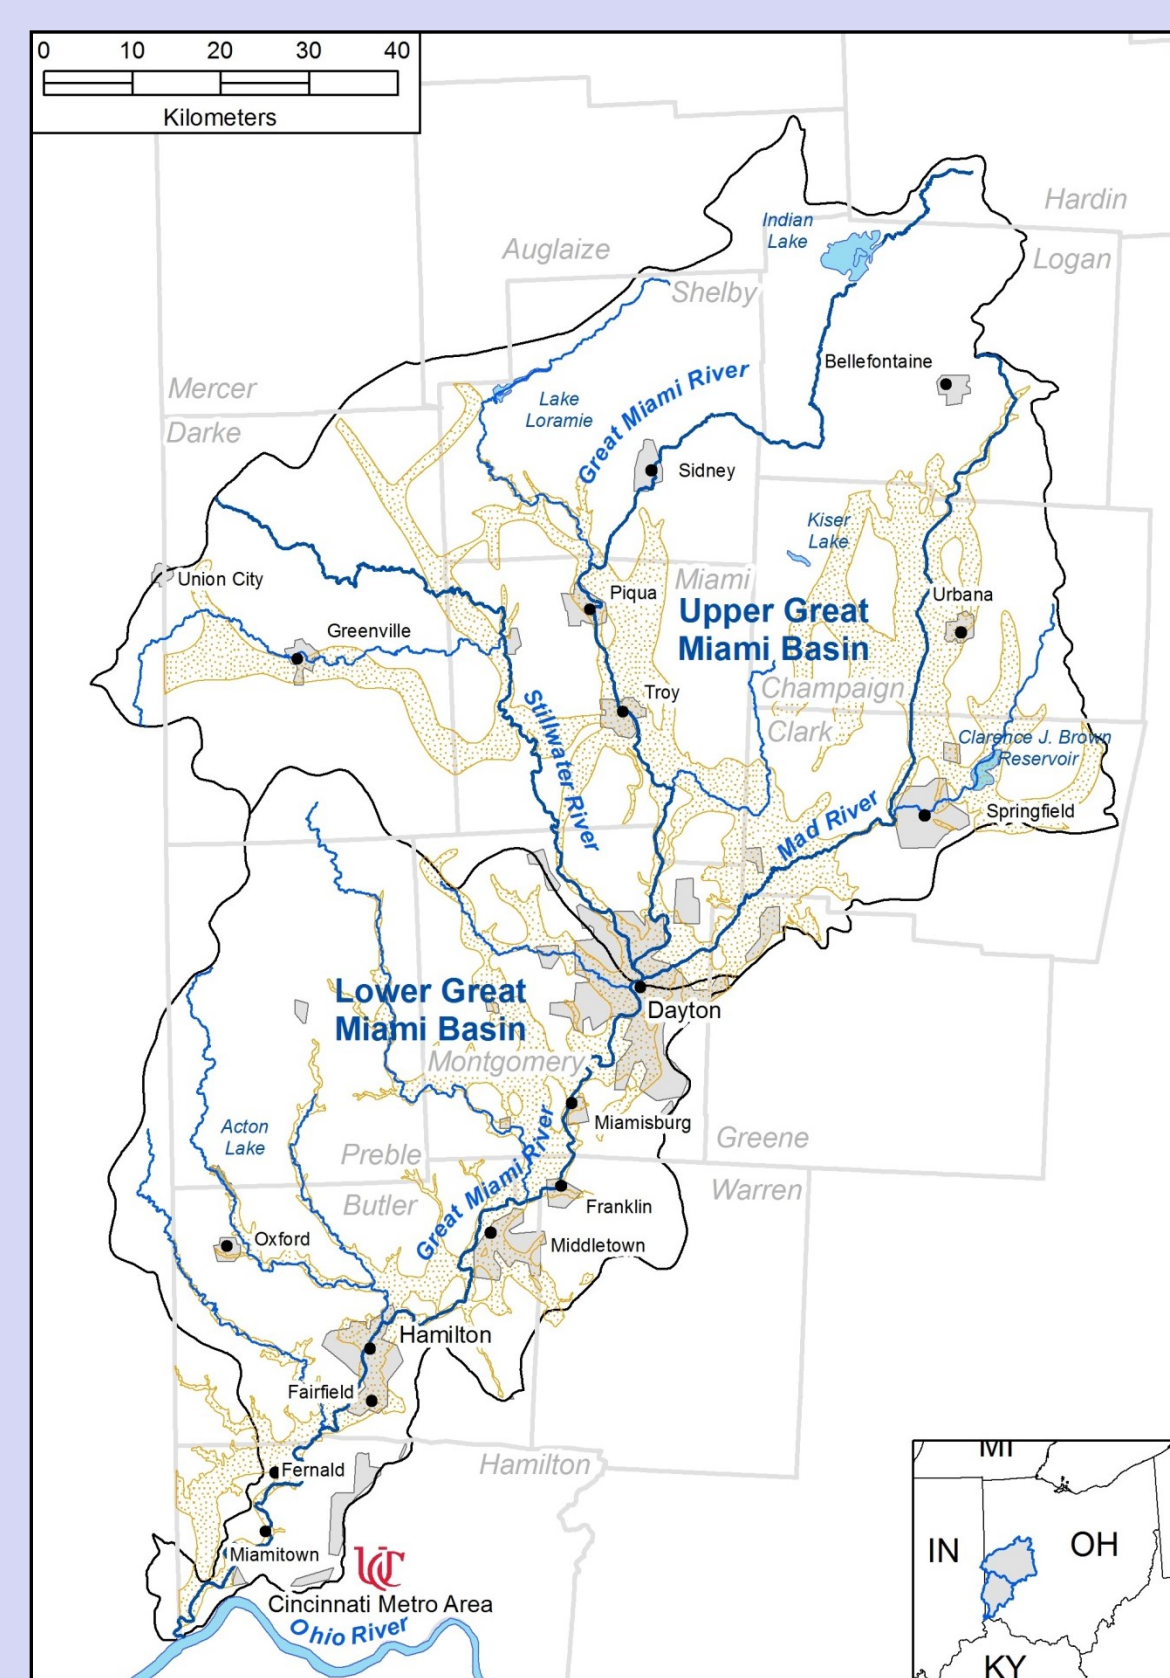 0 10 20 30 40
Kilometers
Hardin
Indian
Lake
Auglaize
Logan
Shelby
Bellefontaine
Mercer
Lake
Loramie
Great Miami River
Darke
Sidney
Kiser
Lake
Union City
Miami
Piqua
Urbana
Upper Great
Miami Basin
Greenville
Troy
Champaign
Stillwater River
Clark
Clarence J. Brown
Reservoir
Mad River
Springfield
Lower Great
Miami Basin
Dayton
Montgomery
Miamisburg
Acton
Lake
Greene
Preble
Great Miami River
Warren
Butler
Franklin
Oxford
Middletown
Hamilton
Fairfield
Hamilton
Fernald
MI
IN
OH
Miamitown
UC
Cincinnati Metro Area
Ohio River
KY